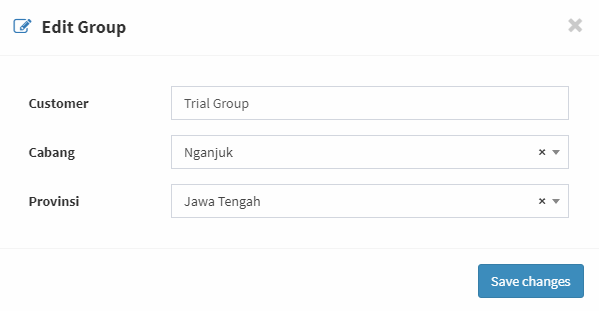 Edit Group
×
Customer Trial Group
Cabang Nganjuk ×
Provinsi Jawa Tengah ×
Save changes